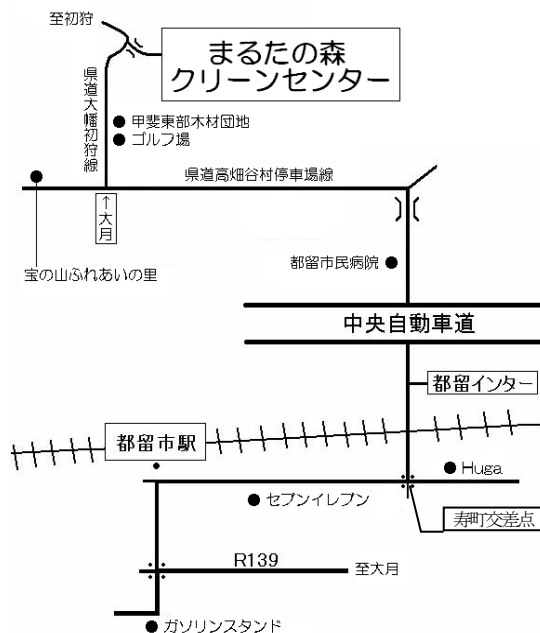 至初狩
まるたの森
クリーンセンター
県道大幡初狩線
甲斐東部木材団地
ゴルフ場
県道高畑谷村停車場線
↑大月
都留市民病院
宝の山ふれあいの里
中央自動車道
都留インター
都留市駅
Huga
セブンイレブン
寿町交差点
R139
至大月
ガソリンスタンド